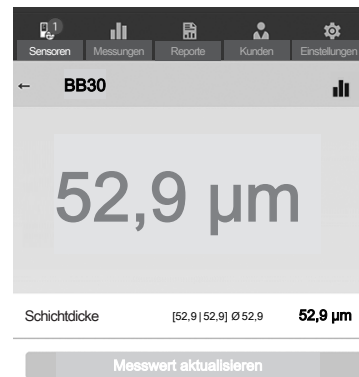 1
Sensoren Messungen Reporte Kunden Einstellungen
← BB30
52,9 µm
Schichtdicke [52,9|52,9] Ø 52,9 52,9 µm
Messwert aktualisieren